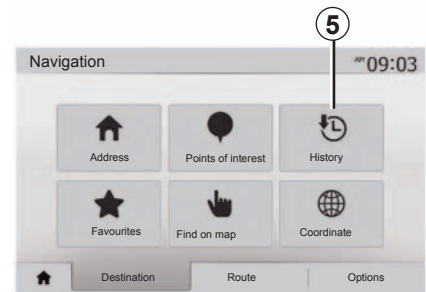 5
Navigation AM 09:03
Address Points of interest History
Favourites Find on map Coordinate
Destination Route Options